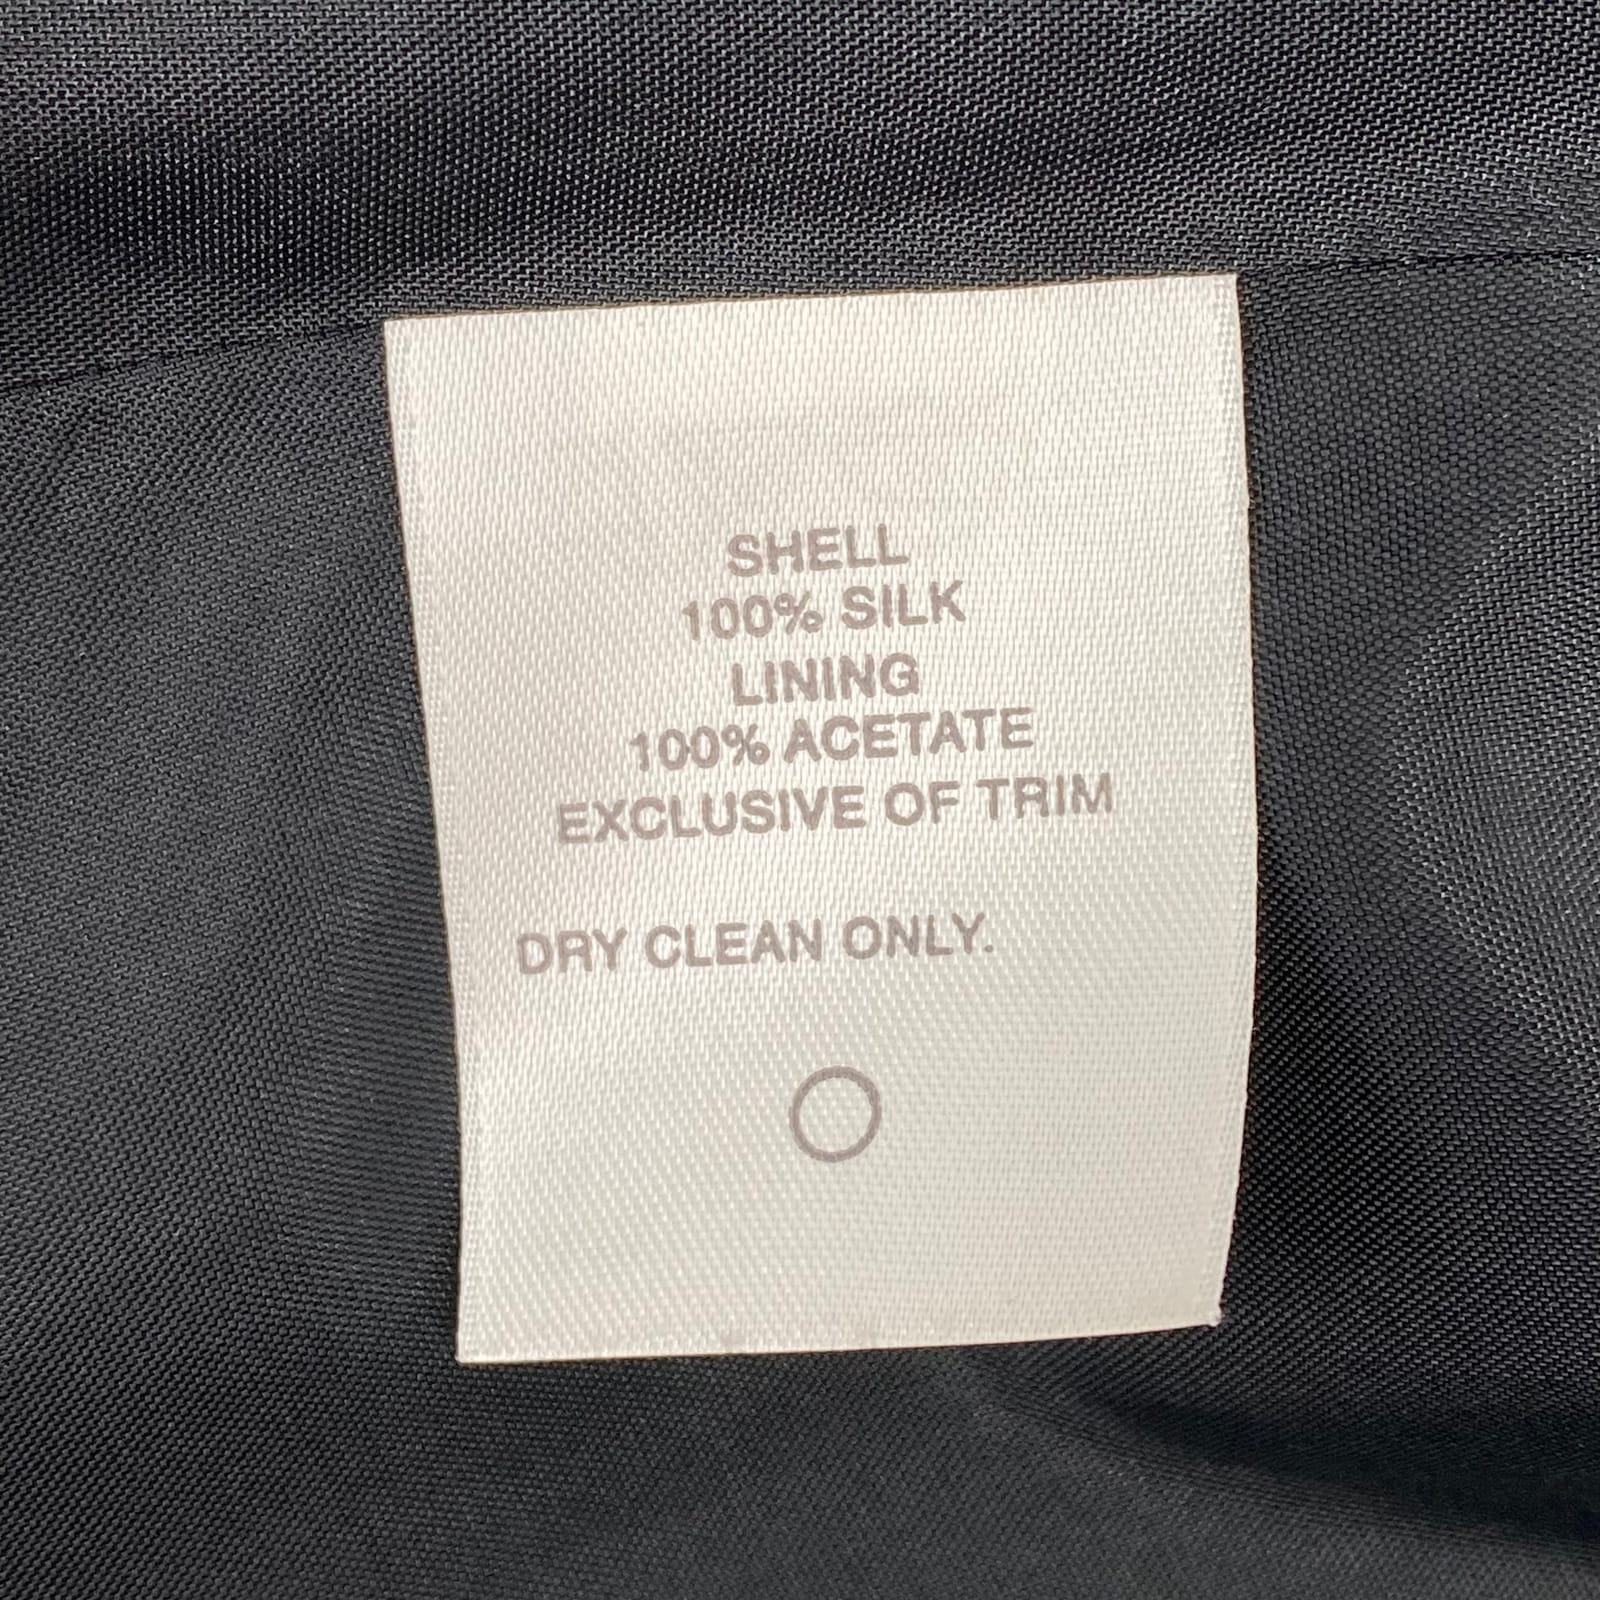 SHELL
100% SILK
LINING
100% ACETATE
EXCLUSIVE OF TRIM
DRY CLEAN ONLY.